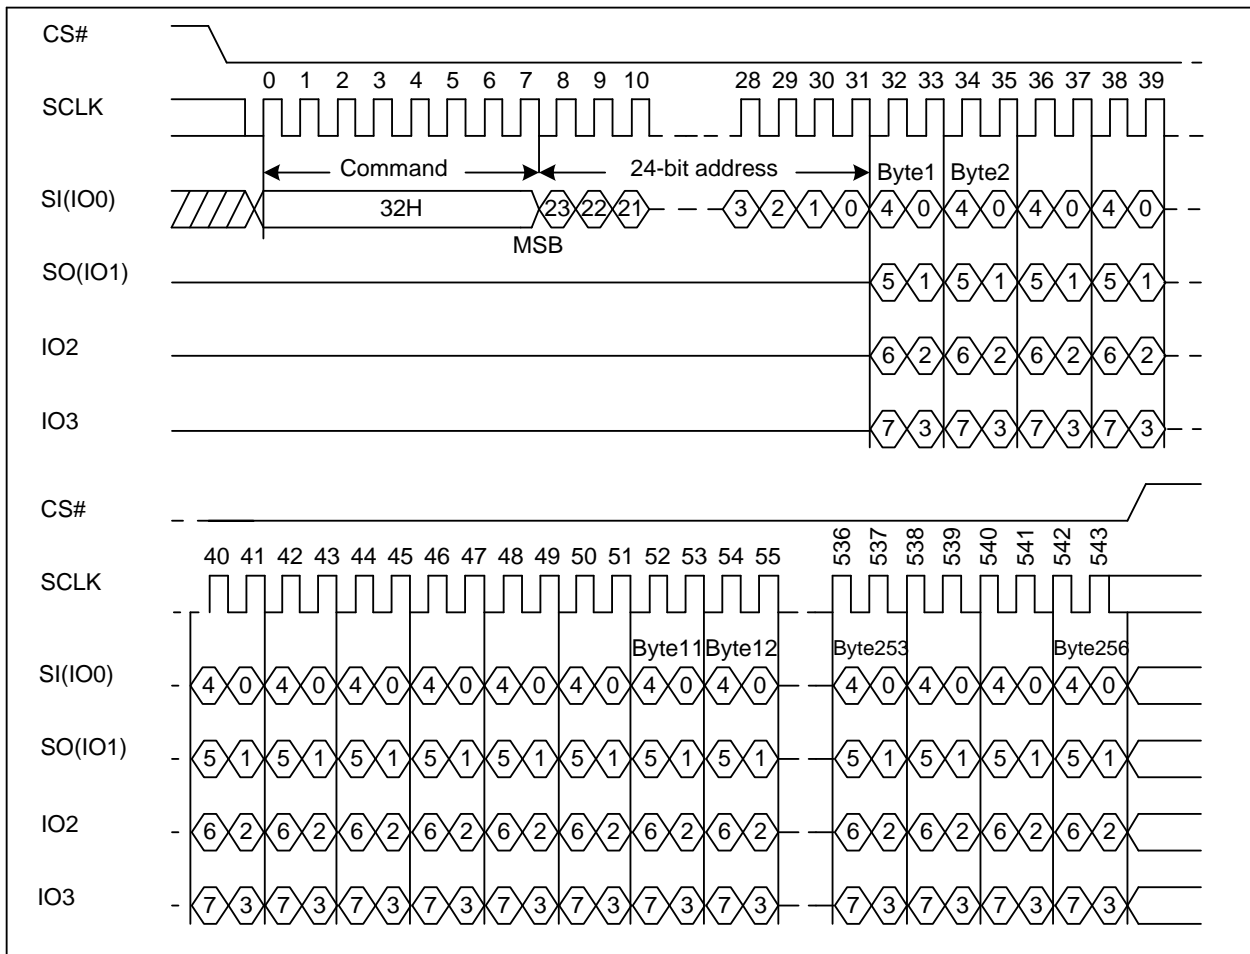 CS#
0 1 2 3 4 5 6 7 8 9 10 28 29 30 31 32 33 34 35 36 37 38 39
SCLK
Command 24-bit address Byte1 Byte2
SI(IO0) 32H 23 22 21 3 2 1 0 4 0 4 0 4 0 4 0
MSB
SO(IO1) 5 1 5 1 5 1 5 1
IO2 6 2 6 2 6 2 6 2
IO3 7 3 7 3 7 3 7 3
CS#
40 41 42 43 44 45 46 47 48 49 50 51 52 53 54 55 536 537 538 539 540 541 542 543
SCLK
Byte11 Byte12 Byte253 Byte256
SI(IO0) 4 0 4 0 4 0 4 0 4 0 4 0 4 0 4 0 4 0 4 0 4 0 4 0
SO(IO1) 5 1 5 1 5 1 5 1 5 1 5 1 5 1 5 1 5 1 5 1 5 1 5 1
IO2 6 2 6 2 6 2 6 2 6 2 6 2 6 2 6 2 6 2 6 2 6 2 6 2
IO3 7 3 7 3 7 3 7 3 7 3 7 3 7 3 7 3 7 3 7 3 7 3 7 3